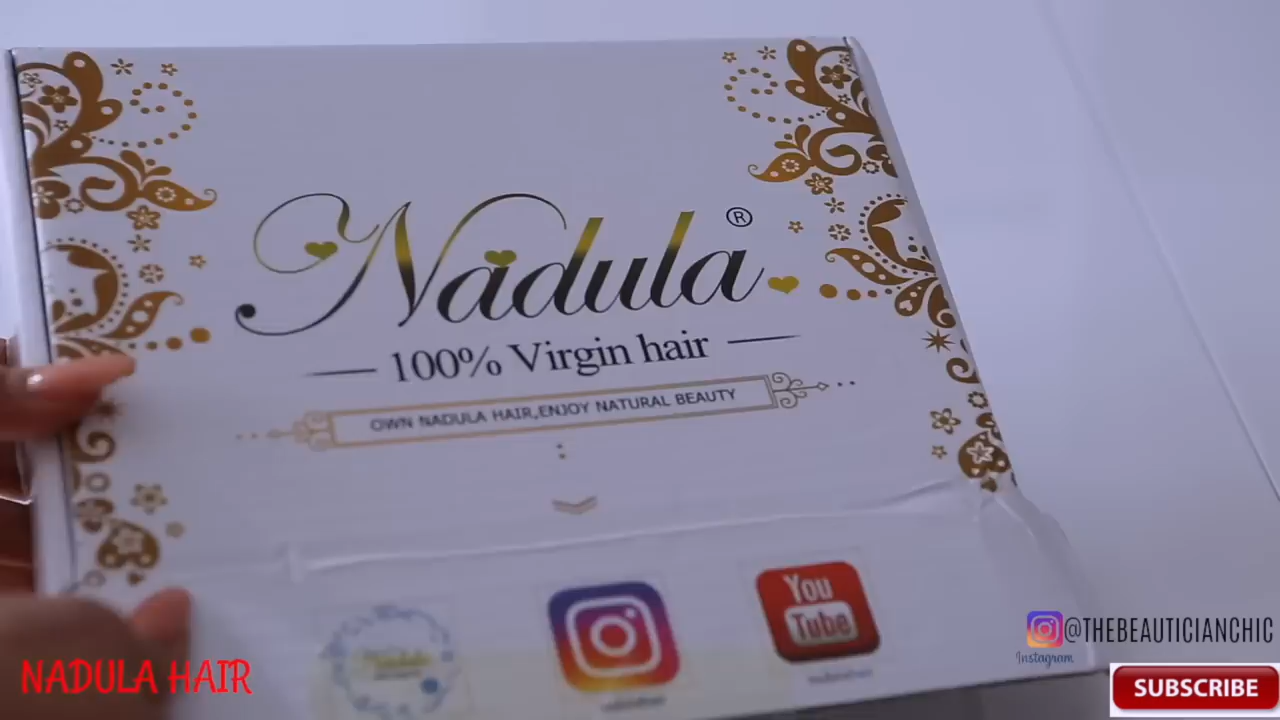 Nadula®
100% Virgin hair
OWN NADULA HAIR,ENJOY NATURAL BEAUTY
You
Tube
@THEBEAUTICIANCHIC
Instagram
NADULA HAIR
SUBSCRIBE